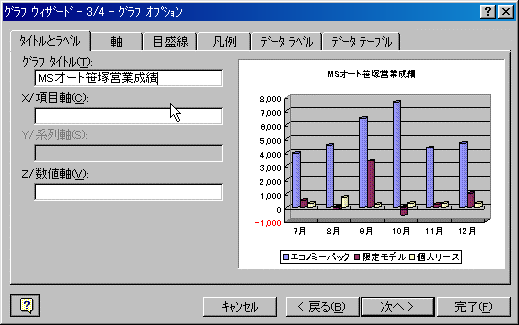 グラフ ウィザード - 3/4 - グラフ オプション
タイトルとラベル
軸
目盛線
凡例
データ ラベル
データ テーブル
グラフ タイトル(T):
MSオート笹塚営業成績
X/項目軸(C):
Y/系列軸(S):
Z/数値軸(V):
MSオート笹塚営業成績
8,000
7,000
6,000
5,000
4,000
3,000
2,000
1,000
0
-1,000
7月 8月 9月 10月 11月 12月
エコノミーパック 限定モデル 個人リース
?
キャンセル
< 戻る(B)
次へ >
完了(F)